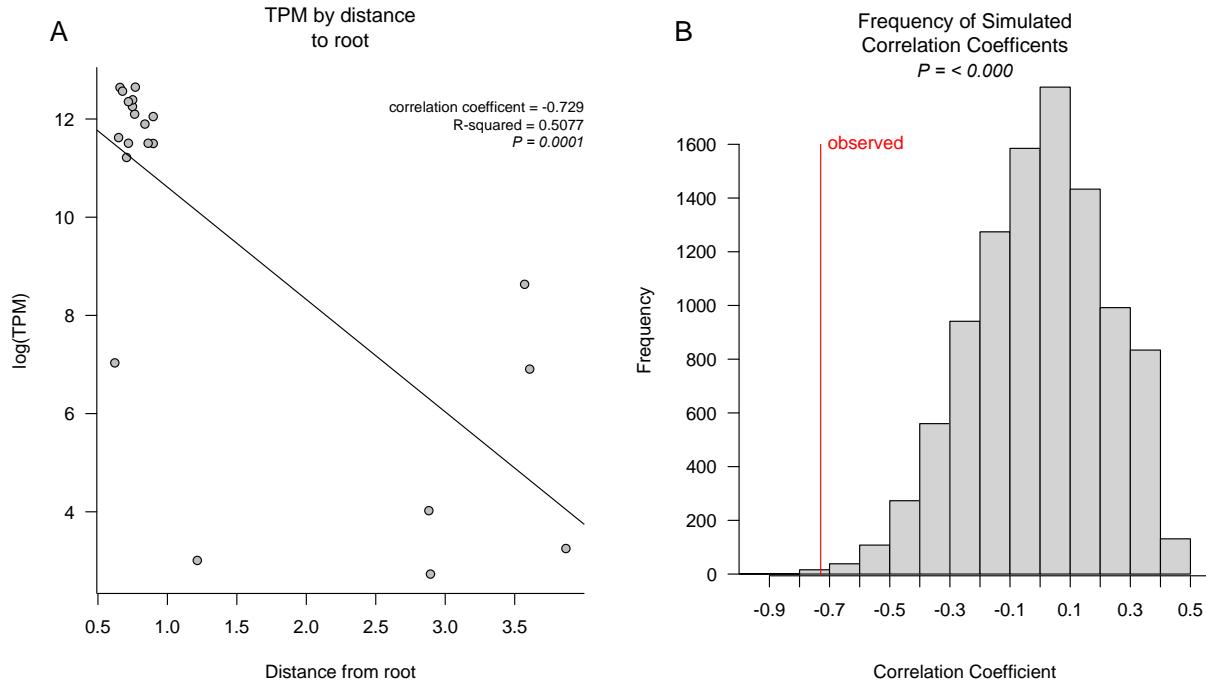 A
TPM by distance
to root
correlation coefficent = -0.729
R-squared = 0.5077
P = 0.0001
12
10
8
6
4
log(TPM)
0.5 1.0 1.5 2.0 2.5 3.0 3.5
Distance from root
B
Frequency of Simulated
Correlation Coefficents
P = < 0.000
observed
1600
1400
1200
1000
800
600
400
200
0
Frequency
-0.9 -0.7 -0.5 -0.3 -0.1 0.1 0.3 0.5
Correlation Coefficient